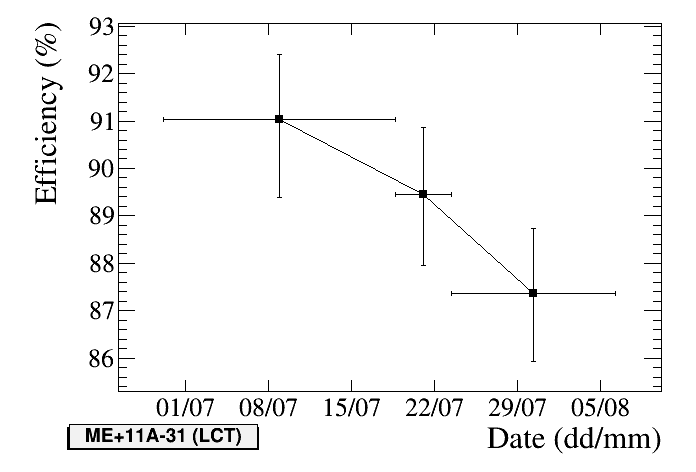 Efficiency (%)
93
92
91
90
89
88
87
86
01/07 08/07 15/07 22/07 29/07 05/08
ME+11A-31 (LCT)
Date (dd/mm)